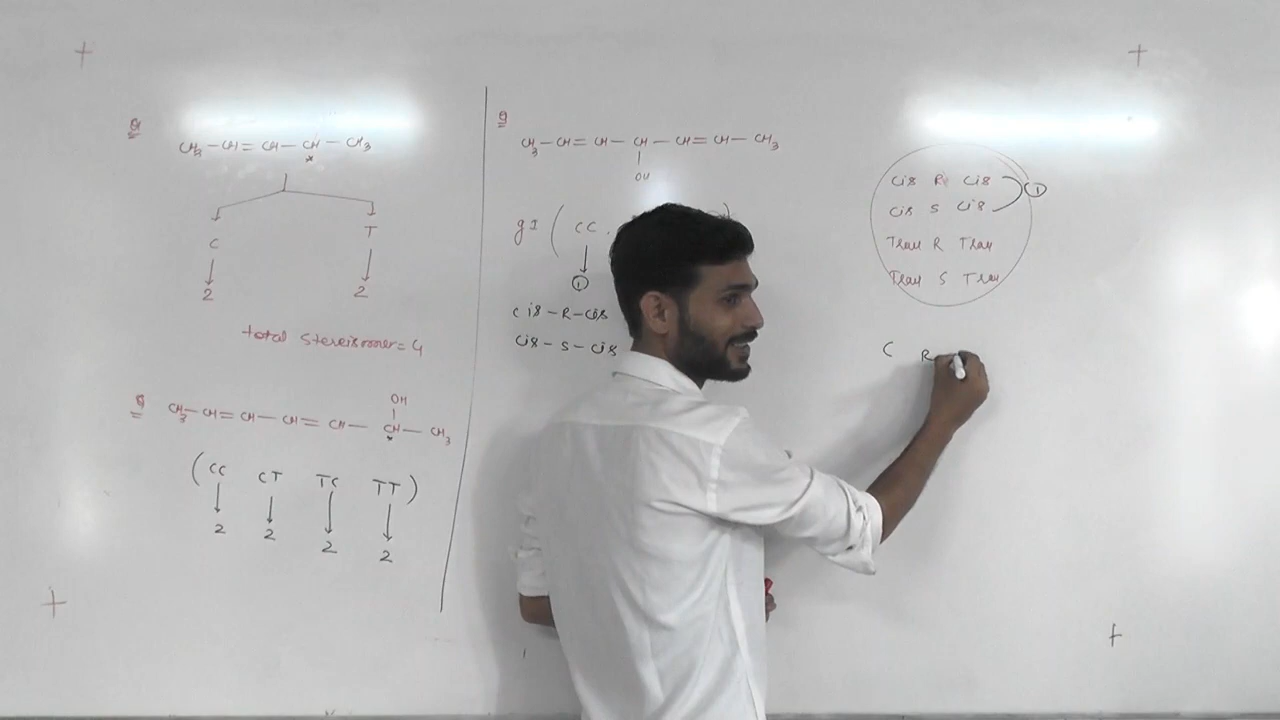 Q
CH3 - CH = CH - CH - CH3
*
C T
2 2
total stereisomer = 4
Q
OH
CH3 - CH = CH - CH = CH - CH - CH3
*
( CC CT TC TT )
2 2 2 2
Q
CH3 - CH = CH - CH - CH = CH - CH3
OH
gI ( CC, )
①
cis - R - cis
Cis - S - Cis
Cis R Cis
①
Cis S Cis
Tran R Tran
Tran S Tran
C R